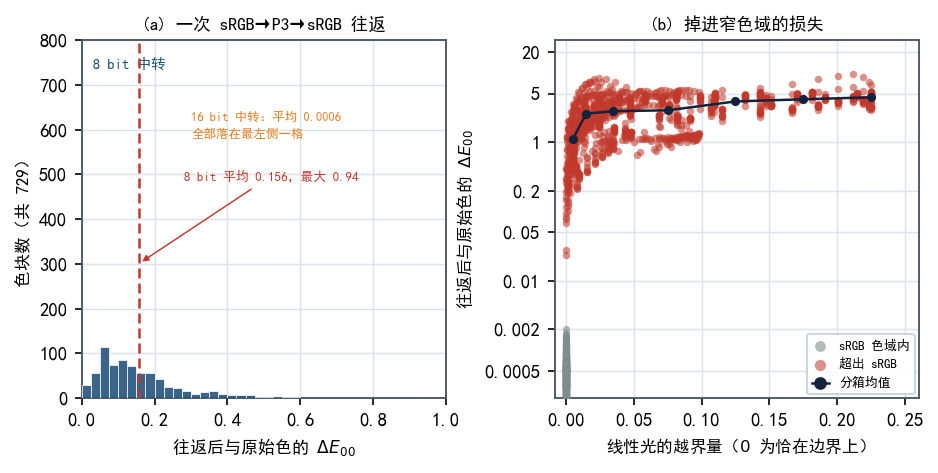 (a) 一次 sRGB→P3→sRGB 往返
800
700
600
500
400
300
200
100
0
色块数（共 729）
8 bit 中转
16 bit 中转：平均 0.0006
全部落在最左侧一格
8 bit 平均 0.156，最大 0.94
0.0
0.2
0.4
0.6
0.8
1.0
往返后与原始色的 ΔE00
(b) 掉进窄色域的损失
20
5
1
0.2
0.05
0.01
0.002
0.0005
往返后与原始色的 ΔE00
sRGB 色域内
超出 sRGB
分箱均值
0.00
0.05
0.10
0.15
0.20
0.25
线性光的越界量（0 为恰在边界上）